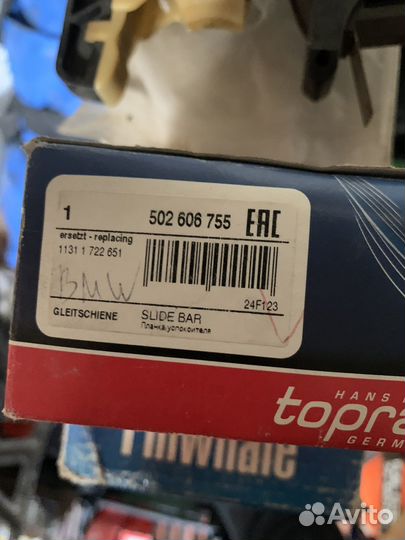 1 502 606 755 EAC
ersetzt - replacing
1131 1 722 651
BMW
24F123
GLEITSCHIENE SLIDE BAR
Планка успокоителя
HANS
topra
GERM
Finwhale
Avito